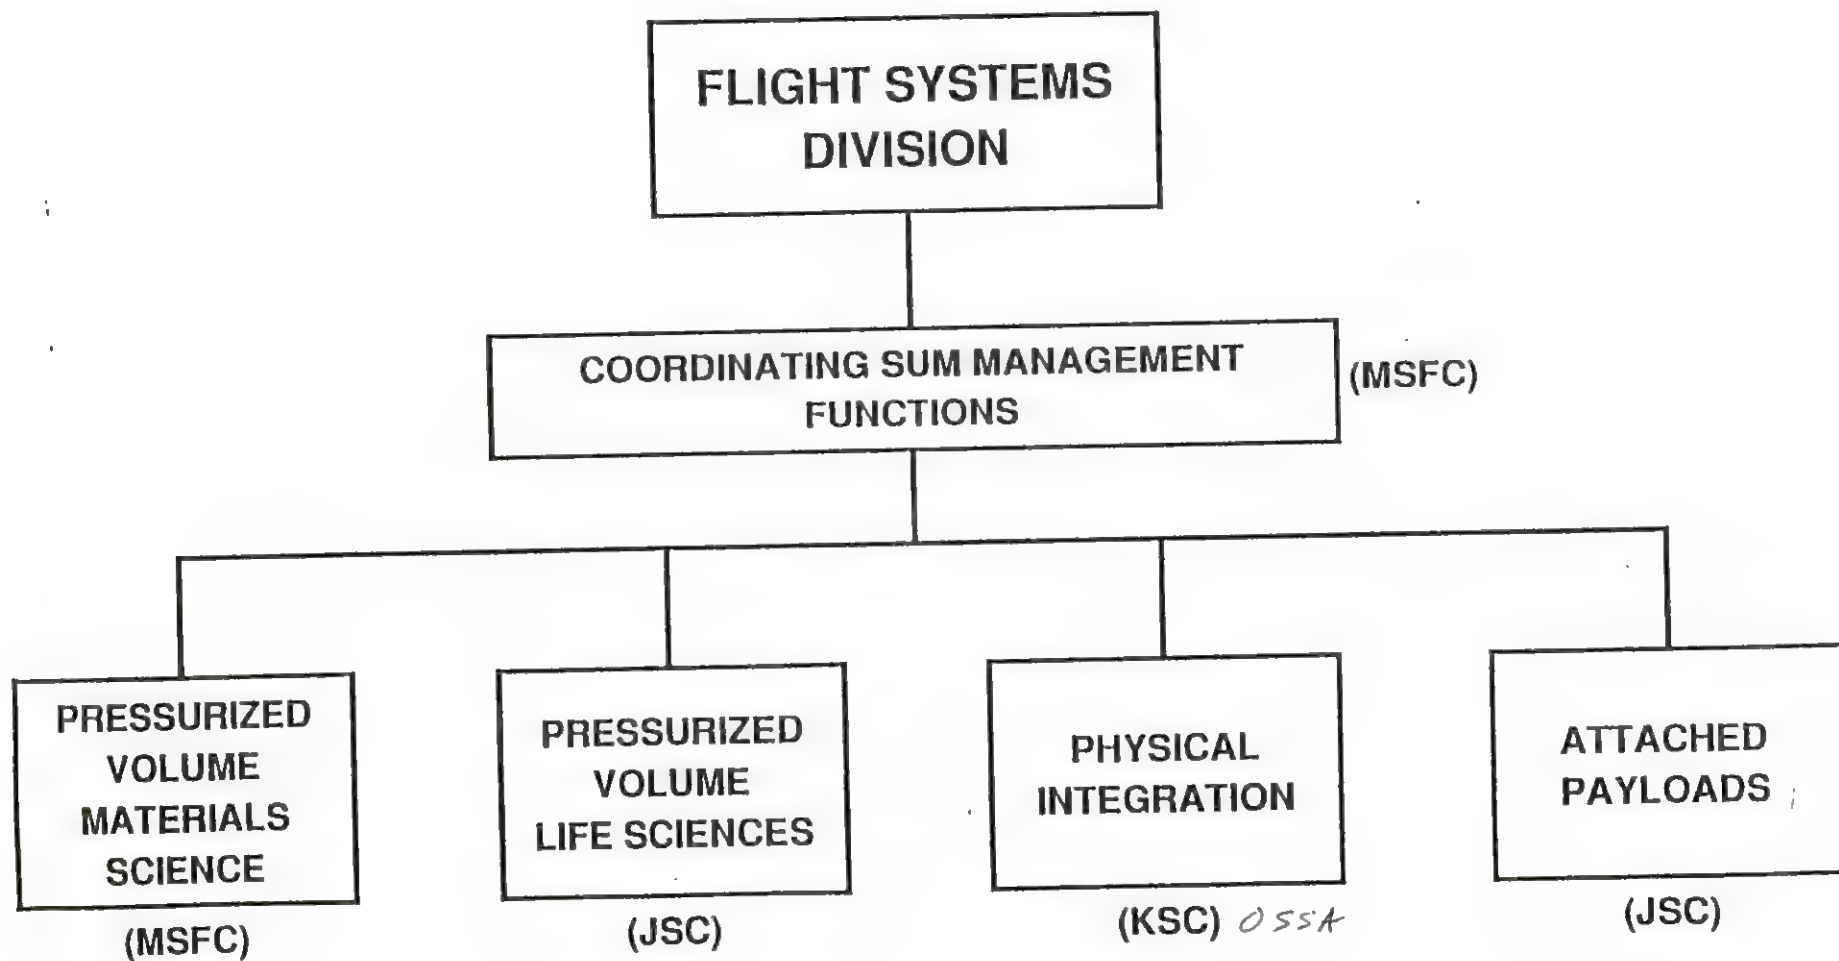 FLIGHT SYSTEMS
DIVISION
COORDINATING SUM MANAGEMENT
FUNCTIONS
(MSFC)
PRESSURIZED
VOLUME
MATERIALS
SCIENCE
(MSFC)
PRESSURIZED
VOLUME
LIFE SCIENCES
(JSC)
PHYSICAL
INTEGRATION
(KSC) OSSA
ATTACHED
PAYLOADS
(JSC)